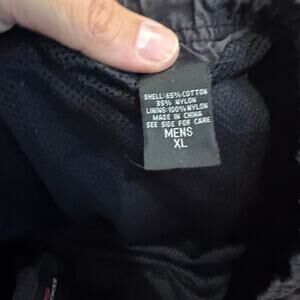 SHELL:65% COTTON
35% NYLON
LINING:100% NYLON
MADE IN CHINA
SEE SIDE FOR CARE
MENS
XL